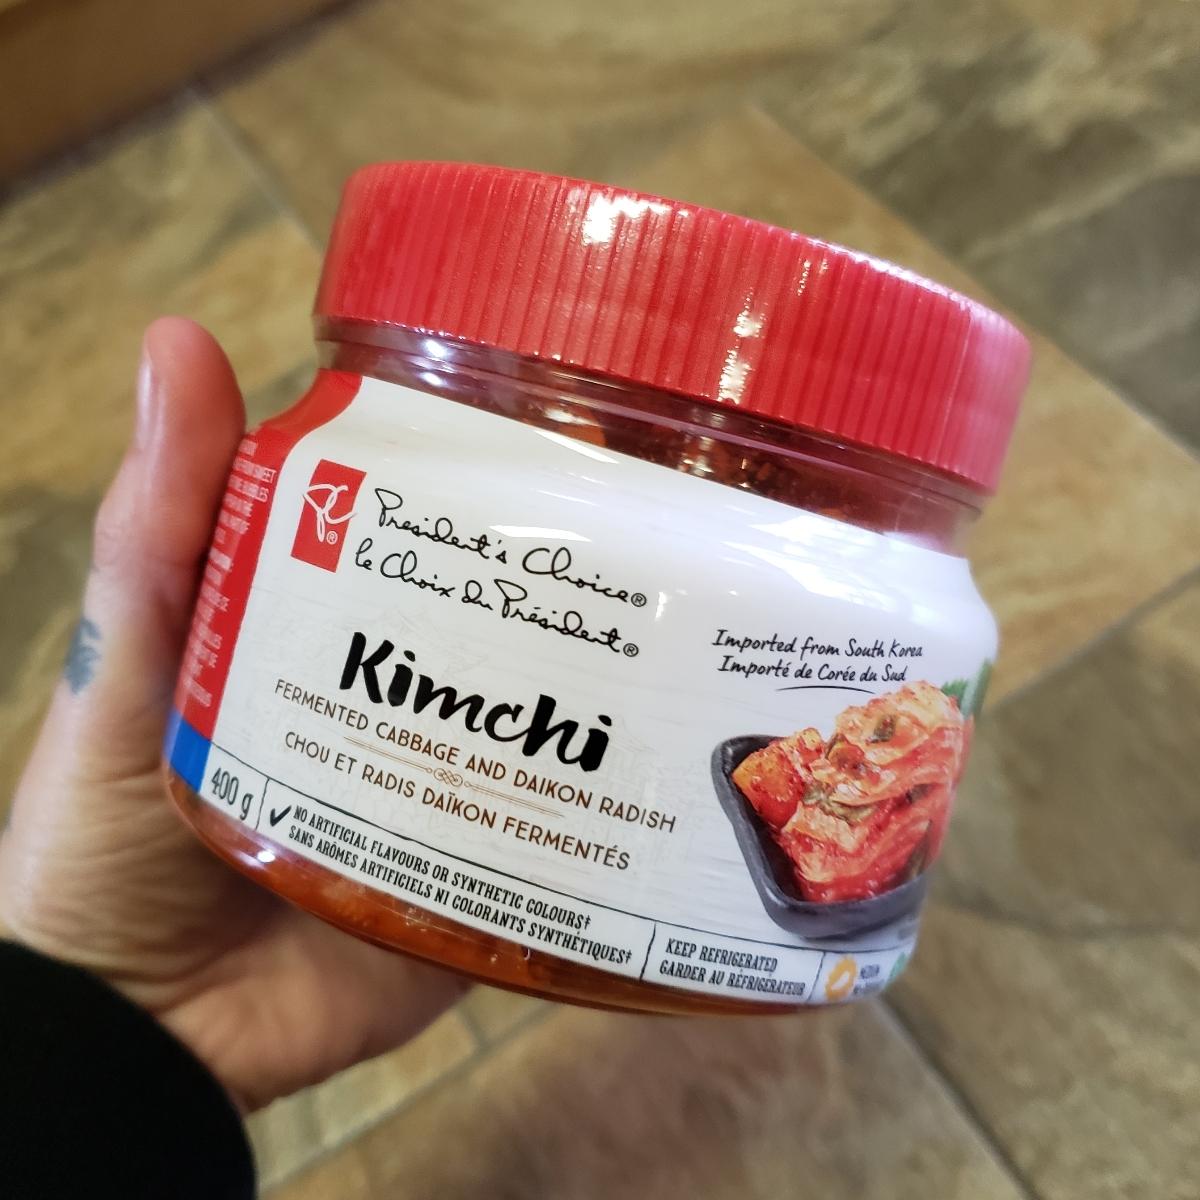 PC®
President's Choice®
le Choix du Président®
Imported from South Korea
Importé de Corée du Sud
Kimchi
FERMENTED CABBAGE AND DAIKON RADISH
CHOU ET RADIS DAÏKON FERMENTÉS
400 g
NO ARTIFICIAL FLAVOURS OR SYNTHETIC COLOURS‡
SANS ARÔMES ARTIFICIELS NI COLORANTS SYNTHÉTIQUES‡
KEEP REFRIGERATED
GARDER AU RÉFRIGÉRATEUR